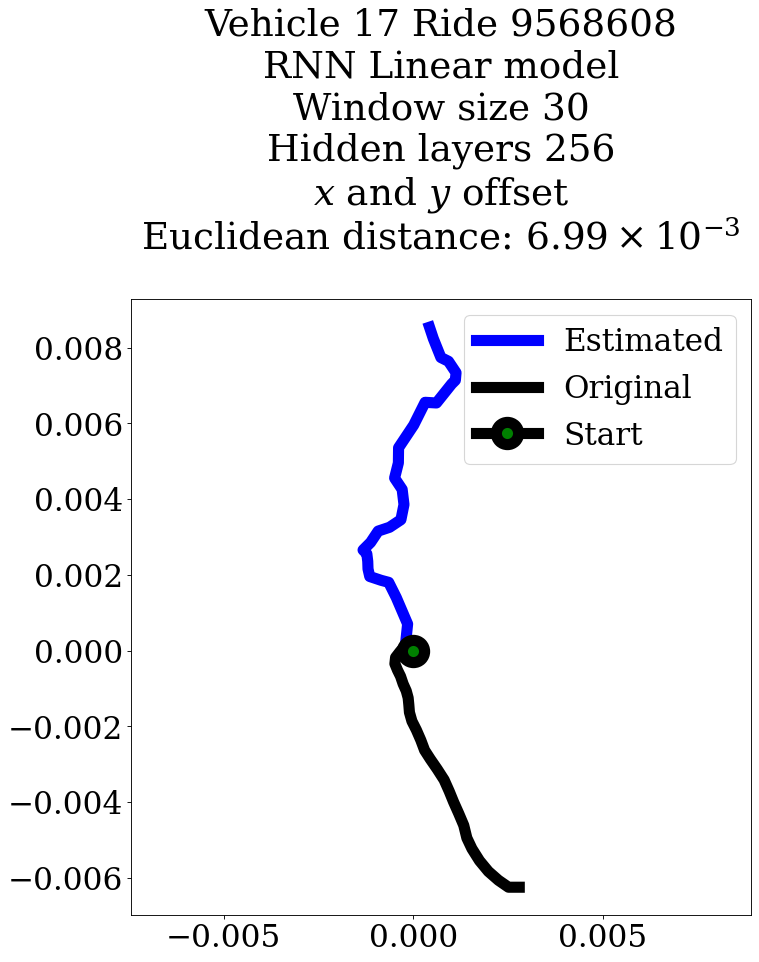 Vehicle 17 Ride 9568608
RNN Linear model
Window size 30
Hidden layers 256
x and y offset
Euclidean distance: 6.99 × 10⁻³
Estimated
Original
Start
0.008
0.006
0.004
0.002
0.000
−0.002
−0.004
−0.006
−0.005 0.000 0.005